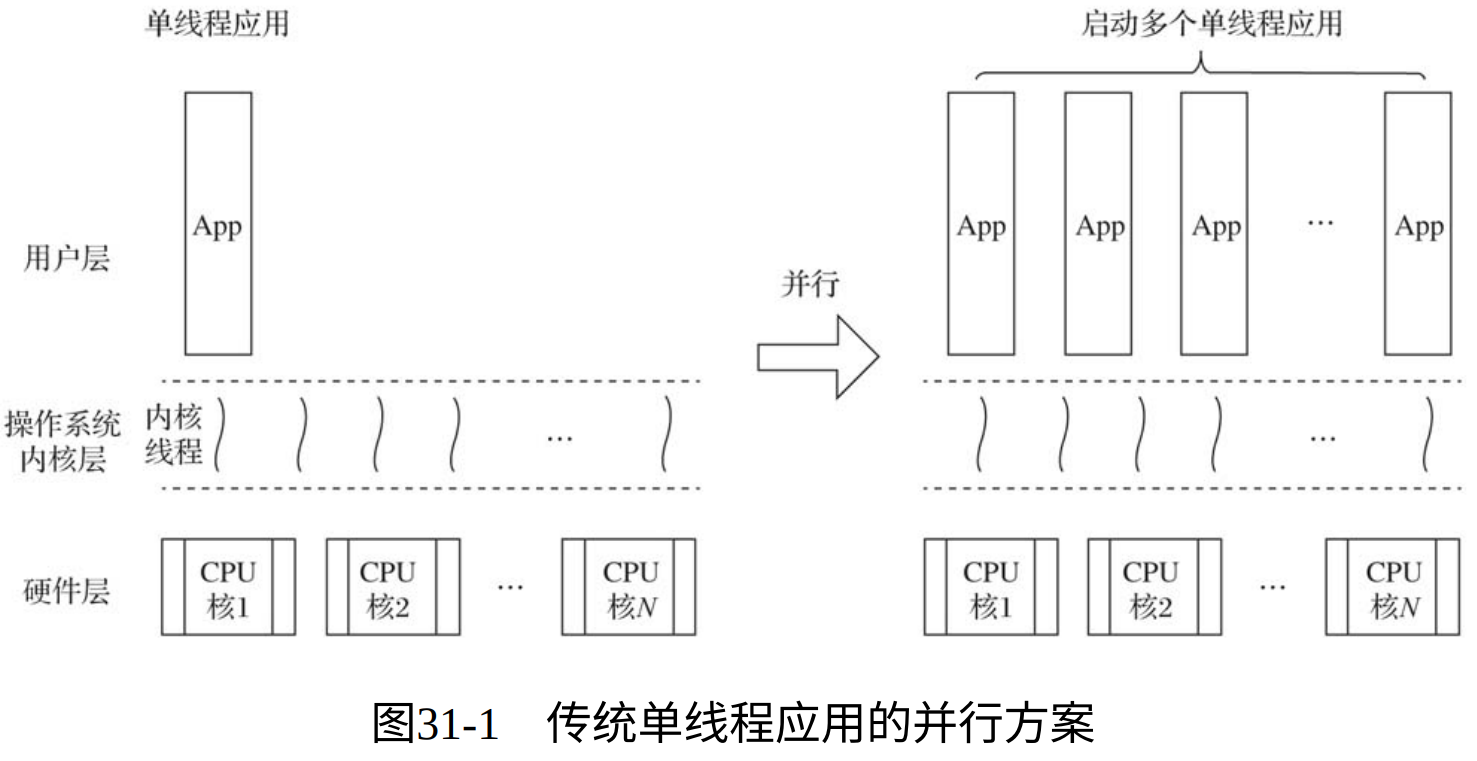 单线程应用
启动多个单线程应用
App
App
App
App
…
App
用户层
并行
操作系统
内核层
内核
线程
…
…
硬件层
CPU
核1
CPU
核2
…
CPU
核N
CPU
核1
CPU
核2
…
CPU
核N
图31-1 传统单线程应用的并行方案